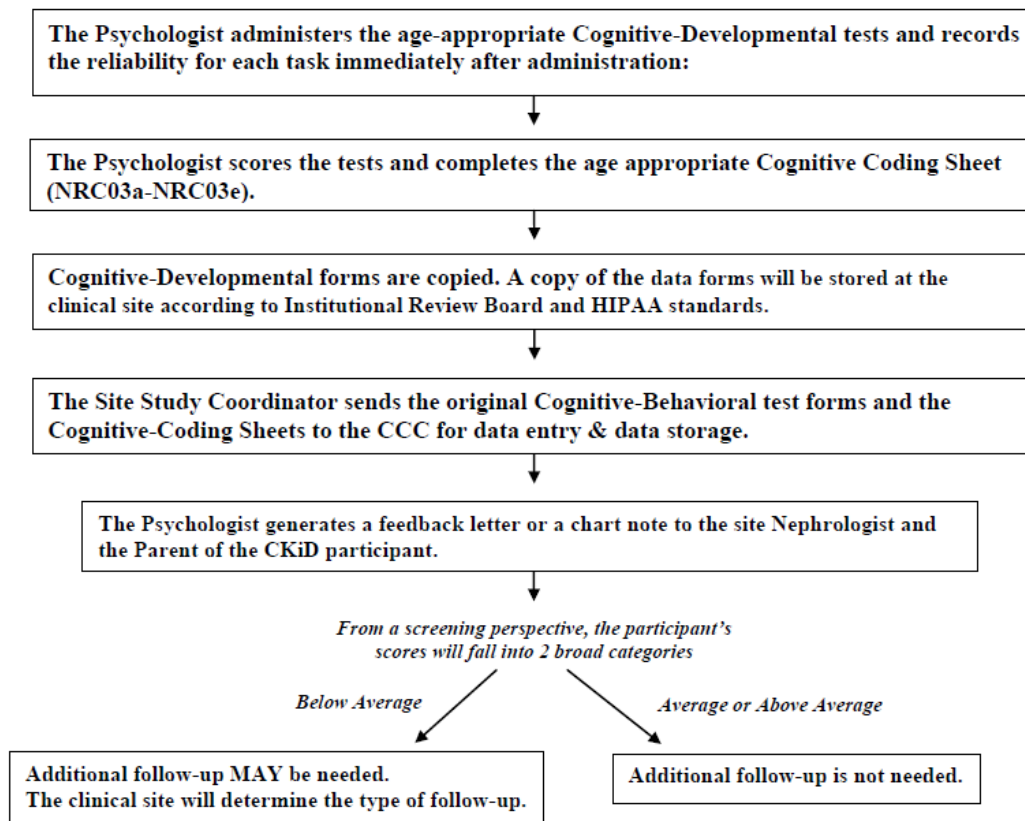 The Psychologist administers the age-appropriate Cognitive-Developmental tests and records
the reliability for each task immediately after administration:
The Psychologist scores the tests and completes the age appropriate Cognitive Coding Sheet
(NRC03a-NRC03e).
Cognitive-Developmental forms are copied. A copy of the data forms will be stored at the
clinical site according to Institutional Review Board and HIPAA standards.
The Site Study Coordinator sends the original Cognitive-Behavioral test forms and the
Cognitive-Coding Sheets to the CCC for data entry & data storage.
The Psychologist generates a feedback letter or a chart note to the site Nephrologist and
the Parent of the CKiD participant.
From a screening perspective, the participant's
scores will fall into 2 broad categories
Below Average
Average or Above Average
Additional follow-up MAY be needed.
The clinical site will determine the type of follow-up.
Additional follow-up is not needed.